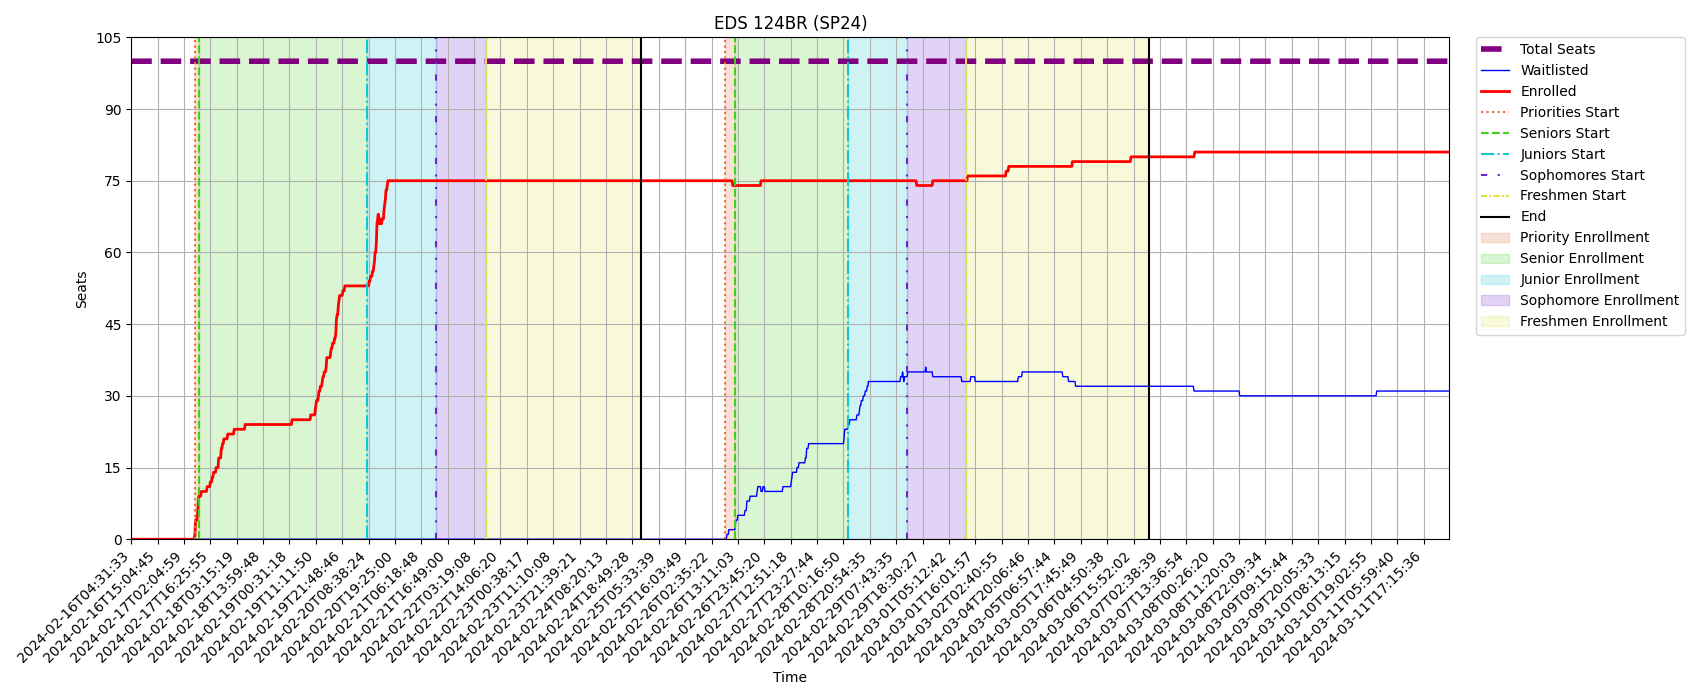 EDS 124BR (SP24)
105
90
75
60
45
30
15
0
Seats
2024-02-16T04:31:33
2024-02-16T15:04:45
2024-02-17T02:04:59
2024-02-17T16:25:55
2024-02-18T03:15:19
2024-02-18T13:59:48
2024-02-19T00:31:18
2024-02-19T11:11:50
2024-02-19T21:48:46
2024-02-20T08:38:24
2024-02-20T19:25:00
2024-02-21T06:18:48
2024-02-21T16:49:00
2024-02-22T03:19:08
2024-02-22T14:06:20
2024-02-23T00:38:17
2024-02-23T11:10:08
2024-02-23T21:39:21
2024-02-24T08:20:13
2024-02-24T18:49:28
2024-02-25T05:33:39
2024-02-25T16:03:49
2024-02-26T02:35:22
2024-02-26T13:11:03
2024-02-26T23:45:20
2024-02-27T12:51:18
2024-02-27T23:27:44
2024-02-28T10:16:50
2024-02-28T20:54:35
2024-02-29T07:43:35
2024-02-29T18:30:27
2024-03-01T05:12:42
2024-03-01T16:01:57
2024-03-03T02:40:55
2024-03-04T20:06:46
2024-03-05T06:57:44
2024-03-05T17:45:49
2024-03-06T04:50:38
2024-03-06T15:52:02
2024-03-07T02:38:39
2024-03-07T13:36:54
2024-03-08T00:26:20
2024-03-08T11:20:03
2024-03-08T22:09:34
2024-03-09T09:15:44
2024-03-09T20:05:33
2024-03-10T08:13:15
2024-03-10T19:02:55
2024-03-11T05:59:40
2024-03-11T17:15:36
Time
Total Seats
Waitlisted
Enrolled
Priorities Start
Seniors Start
Juniors Start
Sophomores Start
Freshmen Start
End
Priority Enrollment
Senior Enrollment
Junior Enrollment
Sophomore Enrollment
Freshmen Enrollment